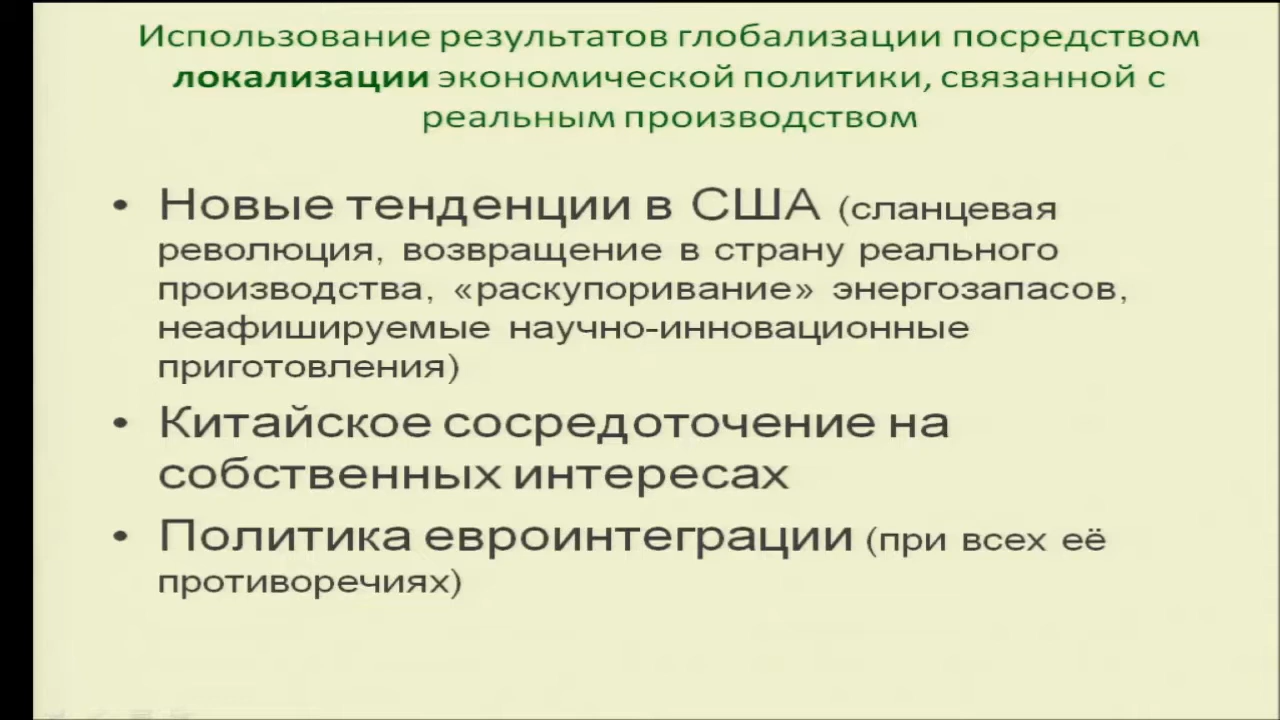 Использование результатов глобализации посредством
локализации экономической политики, связанной с
реальным производством
• Новые тенденции в США (сланцевая
революция, возвращение в страну реального
производства, «раскупоривание» энергозапасов,
неафишируемые научно-инновационные
приготовления)
• Китайское сосредоточение на
собственных интересах
• Политика евроинтеграции (при всех её
противоречиях)